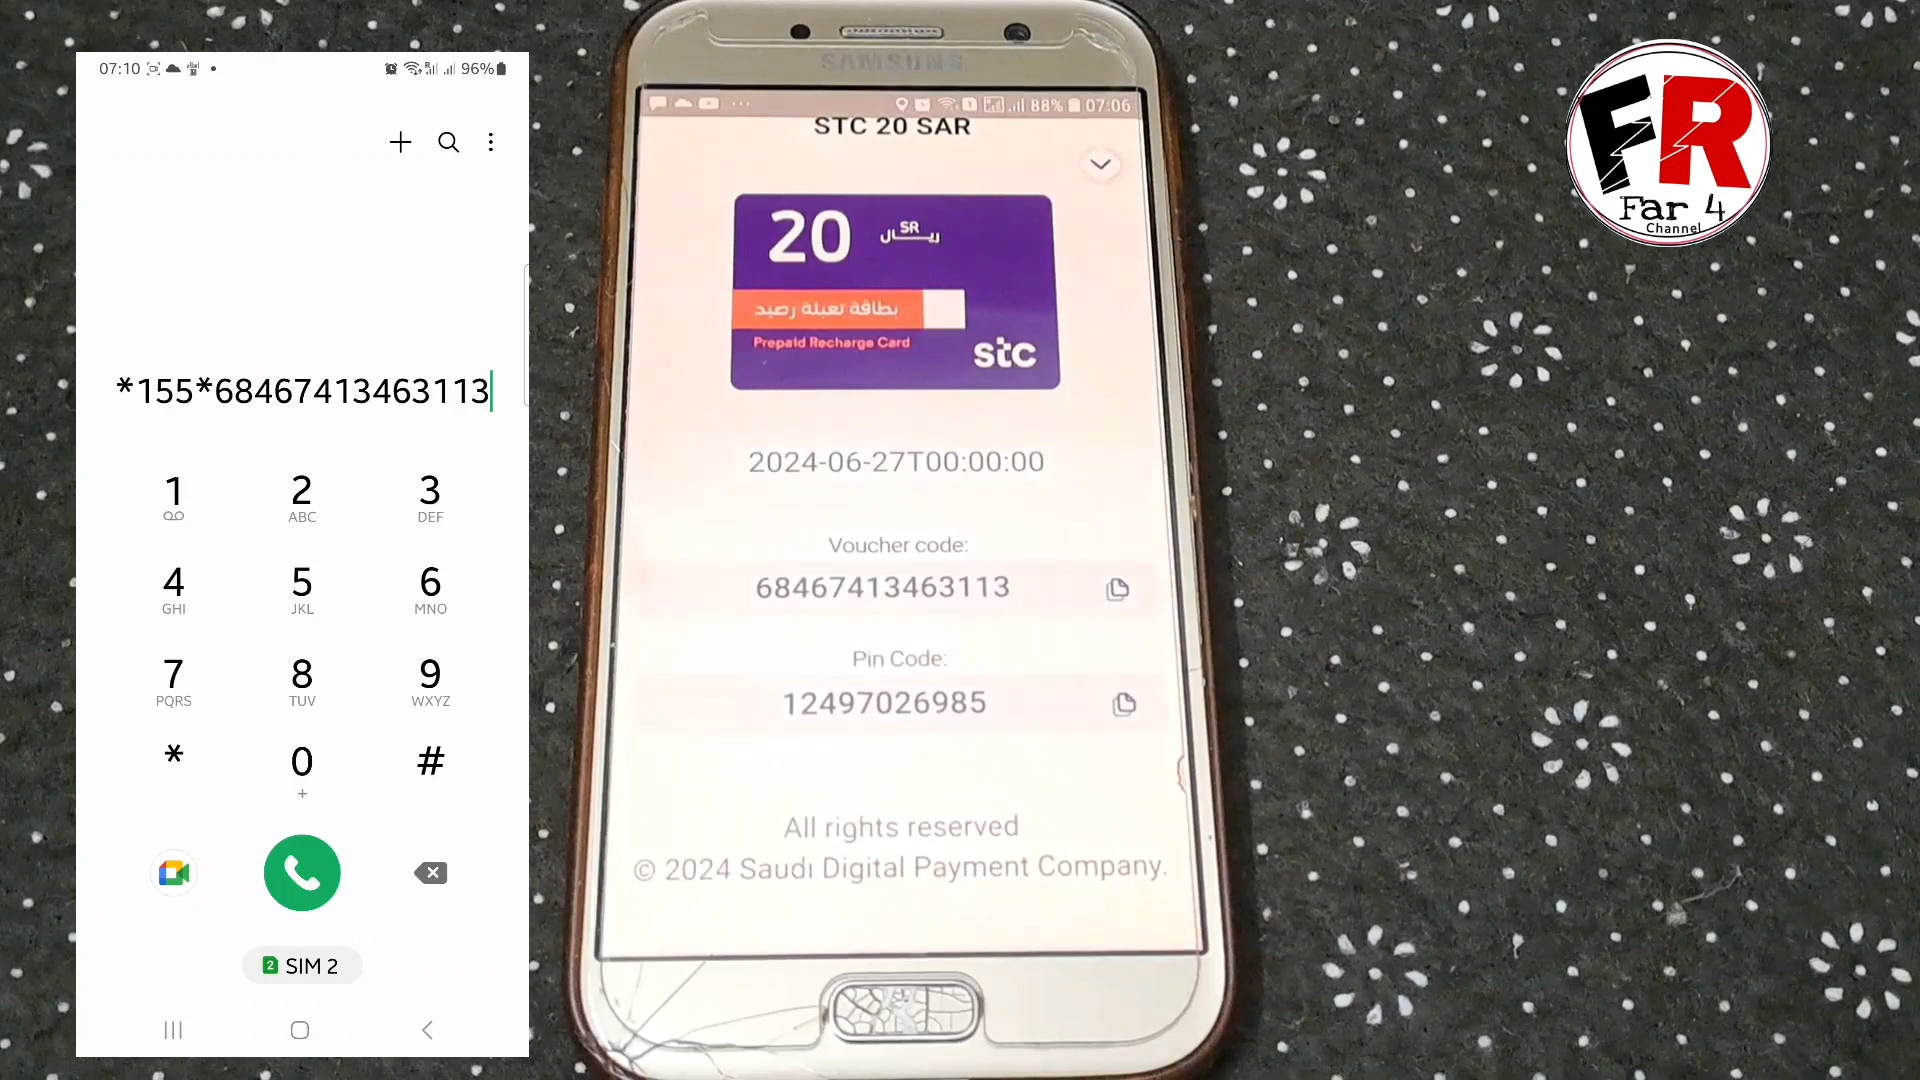 07:10
96%
*155*68467413463113
1
2
ABC
3
DEF
4
GHI
5
JKL
6
MNO
7
PQRS
8
TUV
9
WXYZ
*
0
+
#
2 SIM 2
SAMSUNG
88% 07:06
STC 20 SAR
20 SR ريال
بطاقة تعبئة رصيد
Prepaid Recharge Card
stc
2024-06-27T00:00:00
Voucher code:
68467413463113
Pin Code:
12497026985
All rights reserved
© 2024 Saudi Digital Payment Company.
FR
Far 4
Channel